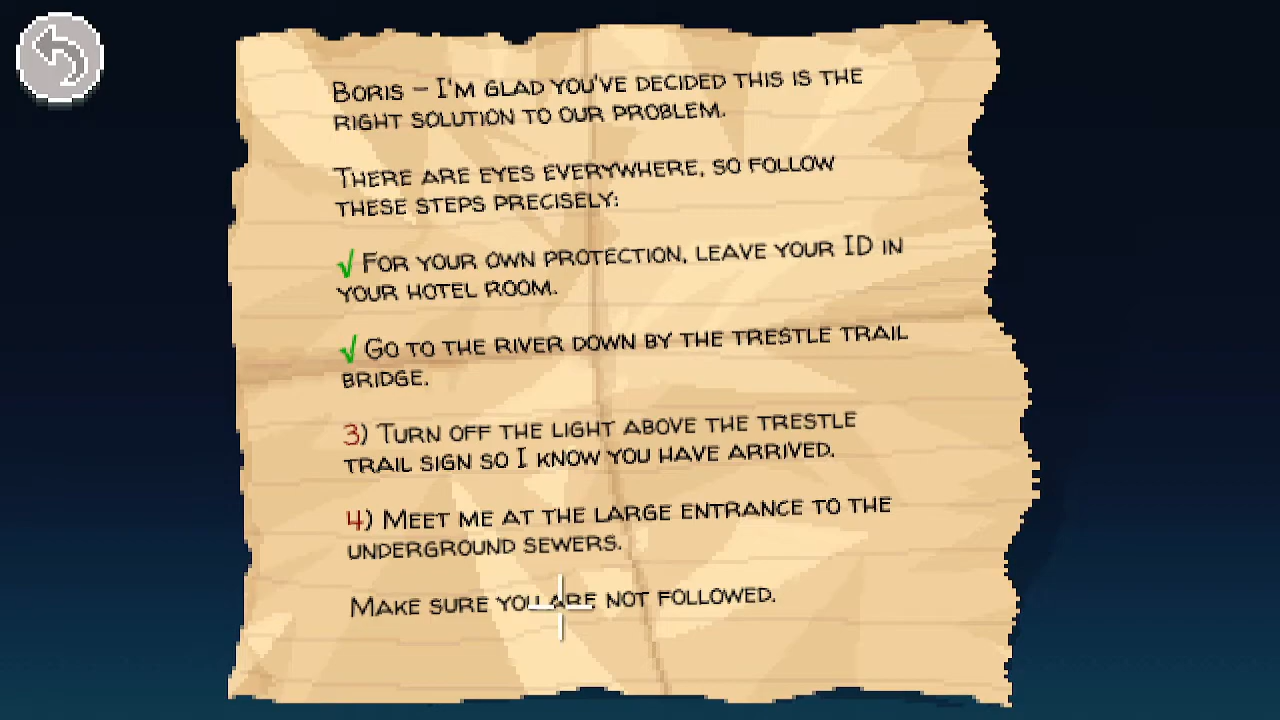 Boris – I'm glad you've decided this is the
right solution to our problem.
There are eyes everywhere, so follow
these steps precisely:
√ For your own protection, leave your ID in
your hotel room.
√ Go to the river down by the trestle trail
bridge.
3) Turn off the light above the trestle
trail sign so I know you have arrived.
4) Meet me at the large entrance to the
underground sewers.
Make sure you are not followed.